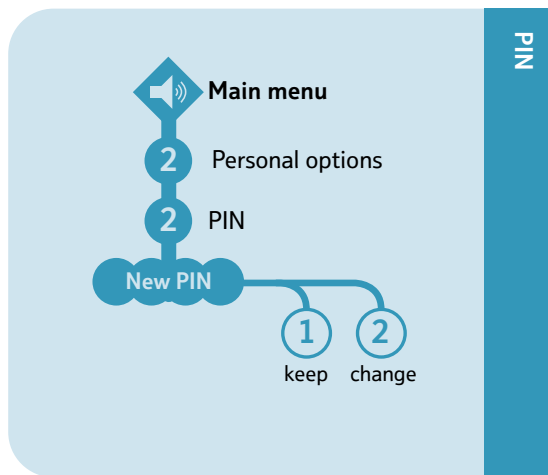 PIN
Main menu
2 Personal options
2 PIN
New PIN
1 2
keep change